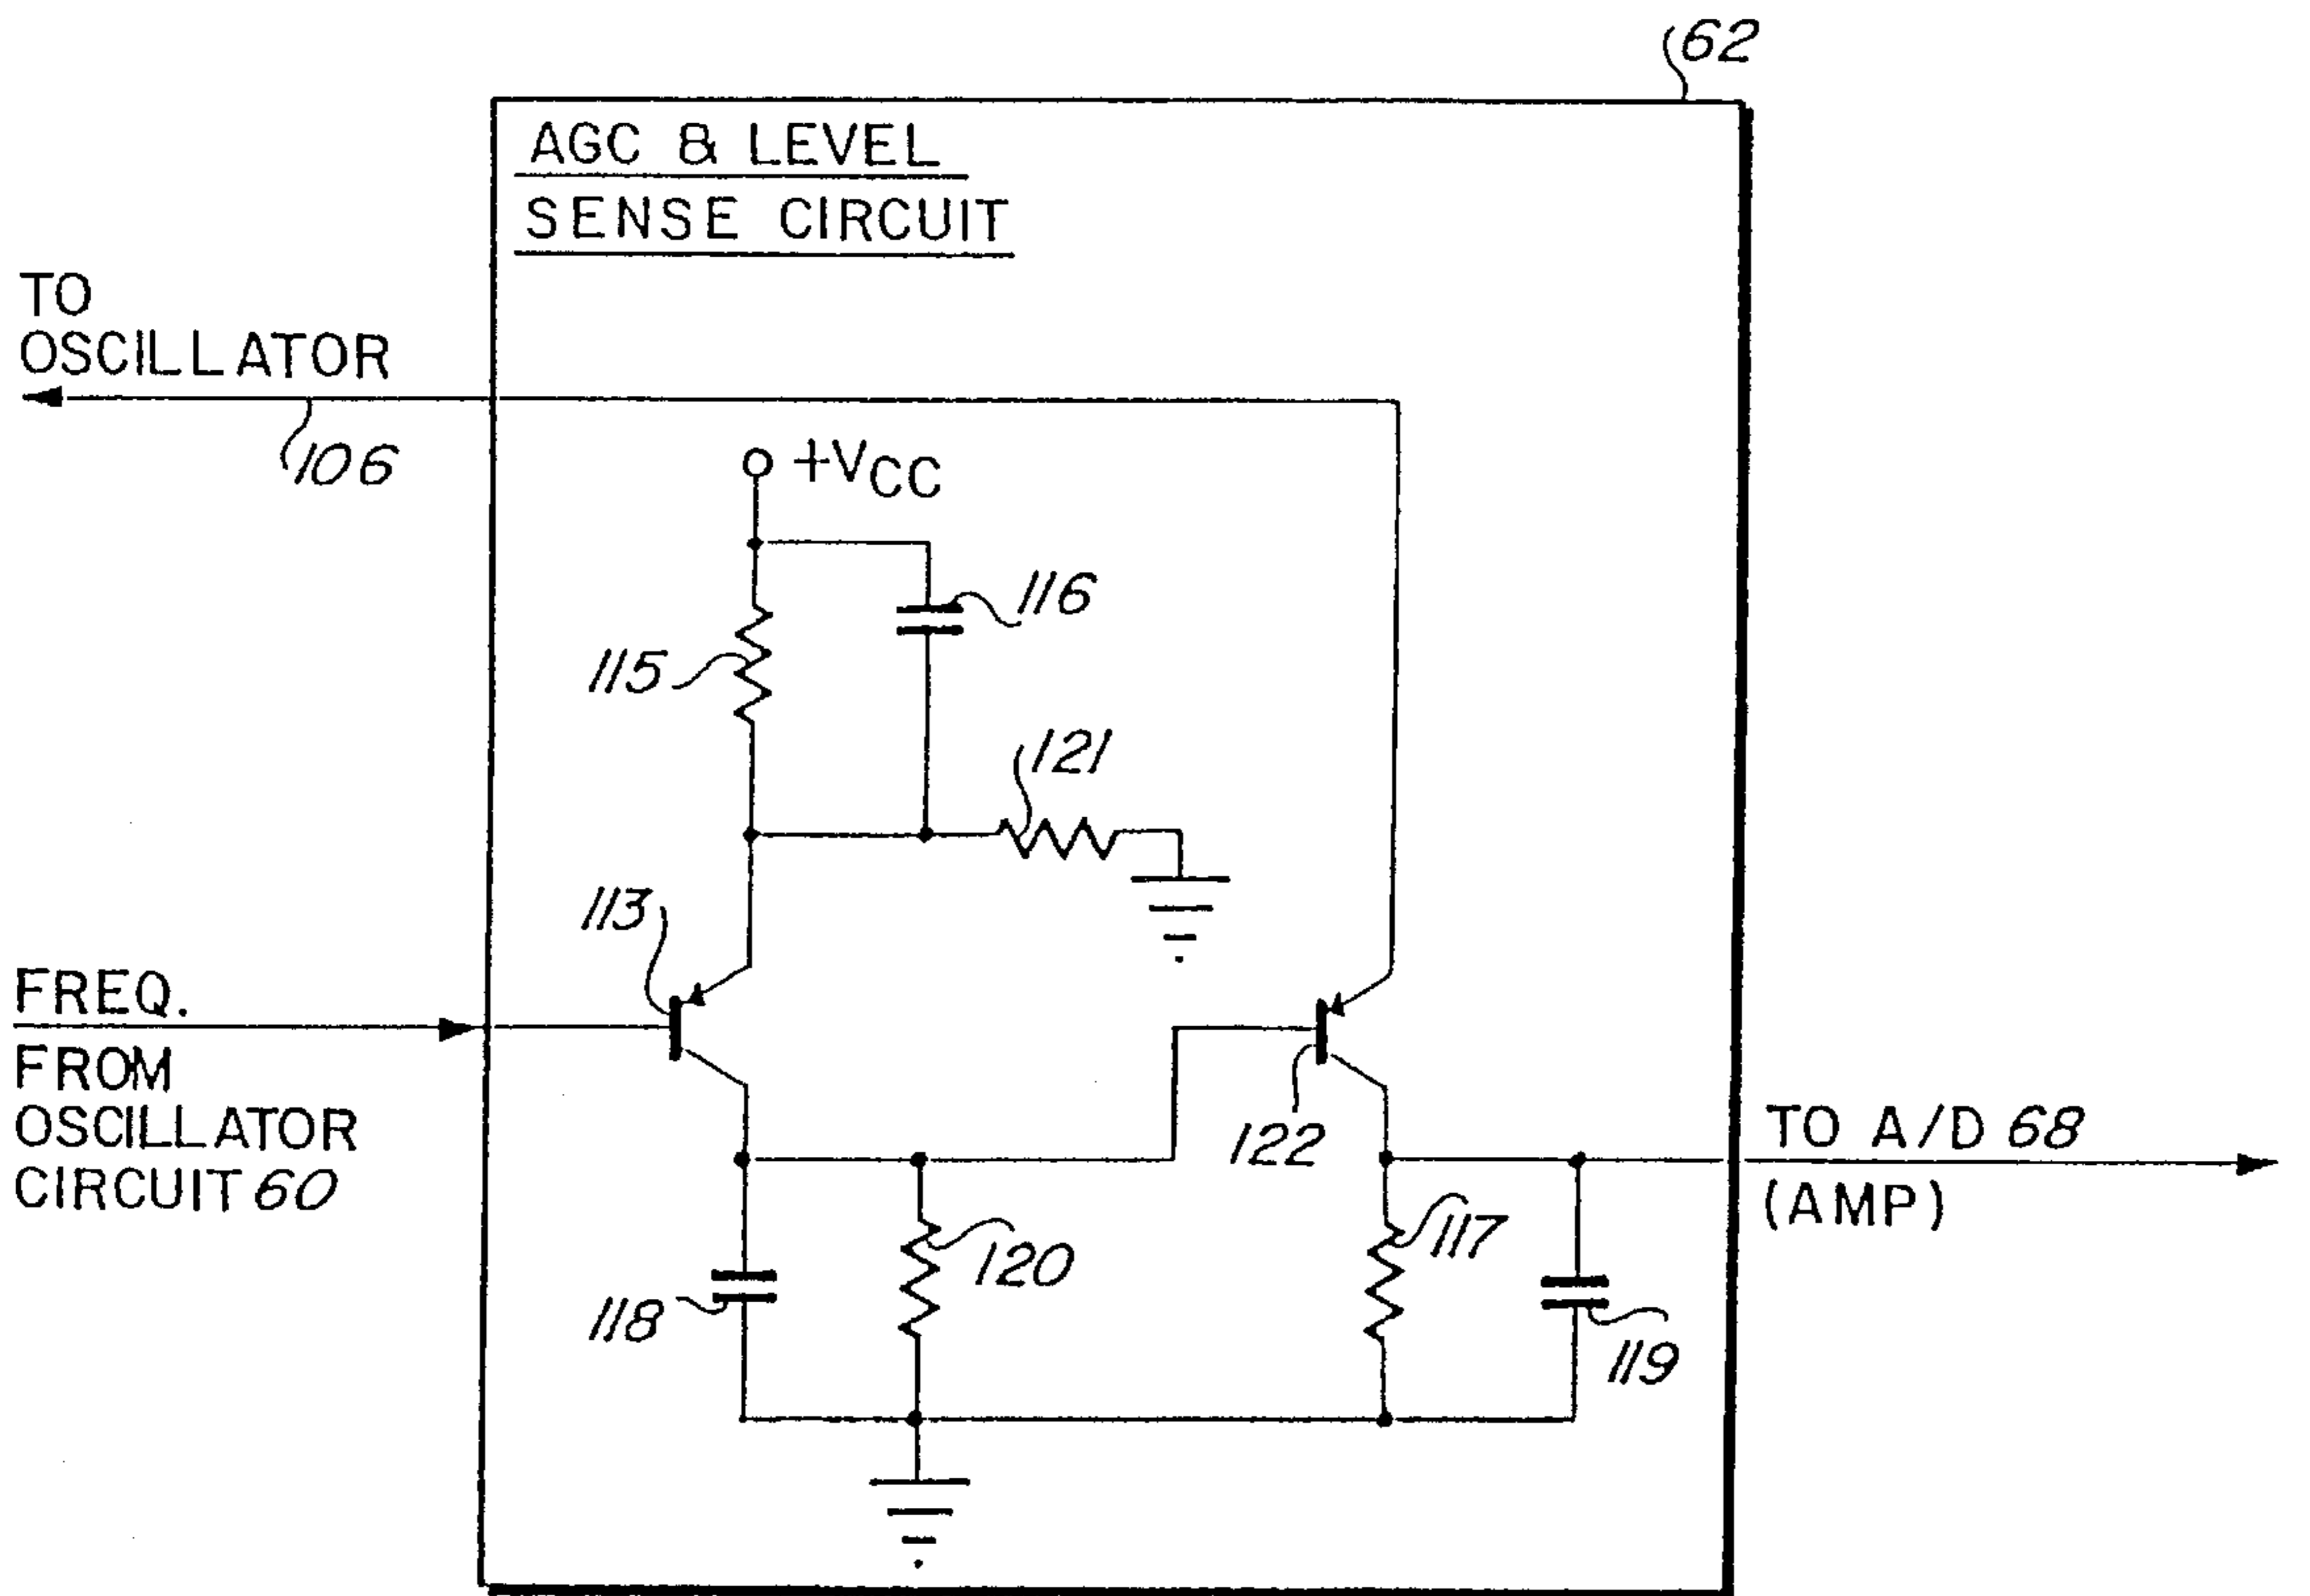 62
AGC & LEVEL
SENSE CIRCUIT
TO
OSCILLATOR
106
+VCC
116
115
121
113
FREQ.
FROM
OSCILLATOR
CIRCUIT 60
122
TO A/D 68
(AMP)
118
120
117
119